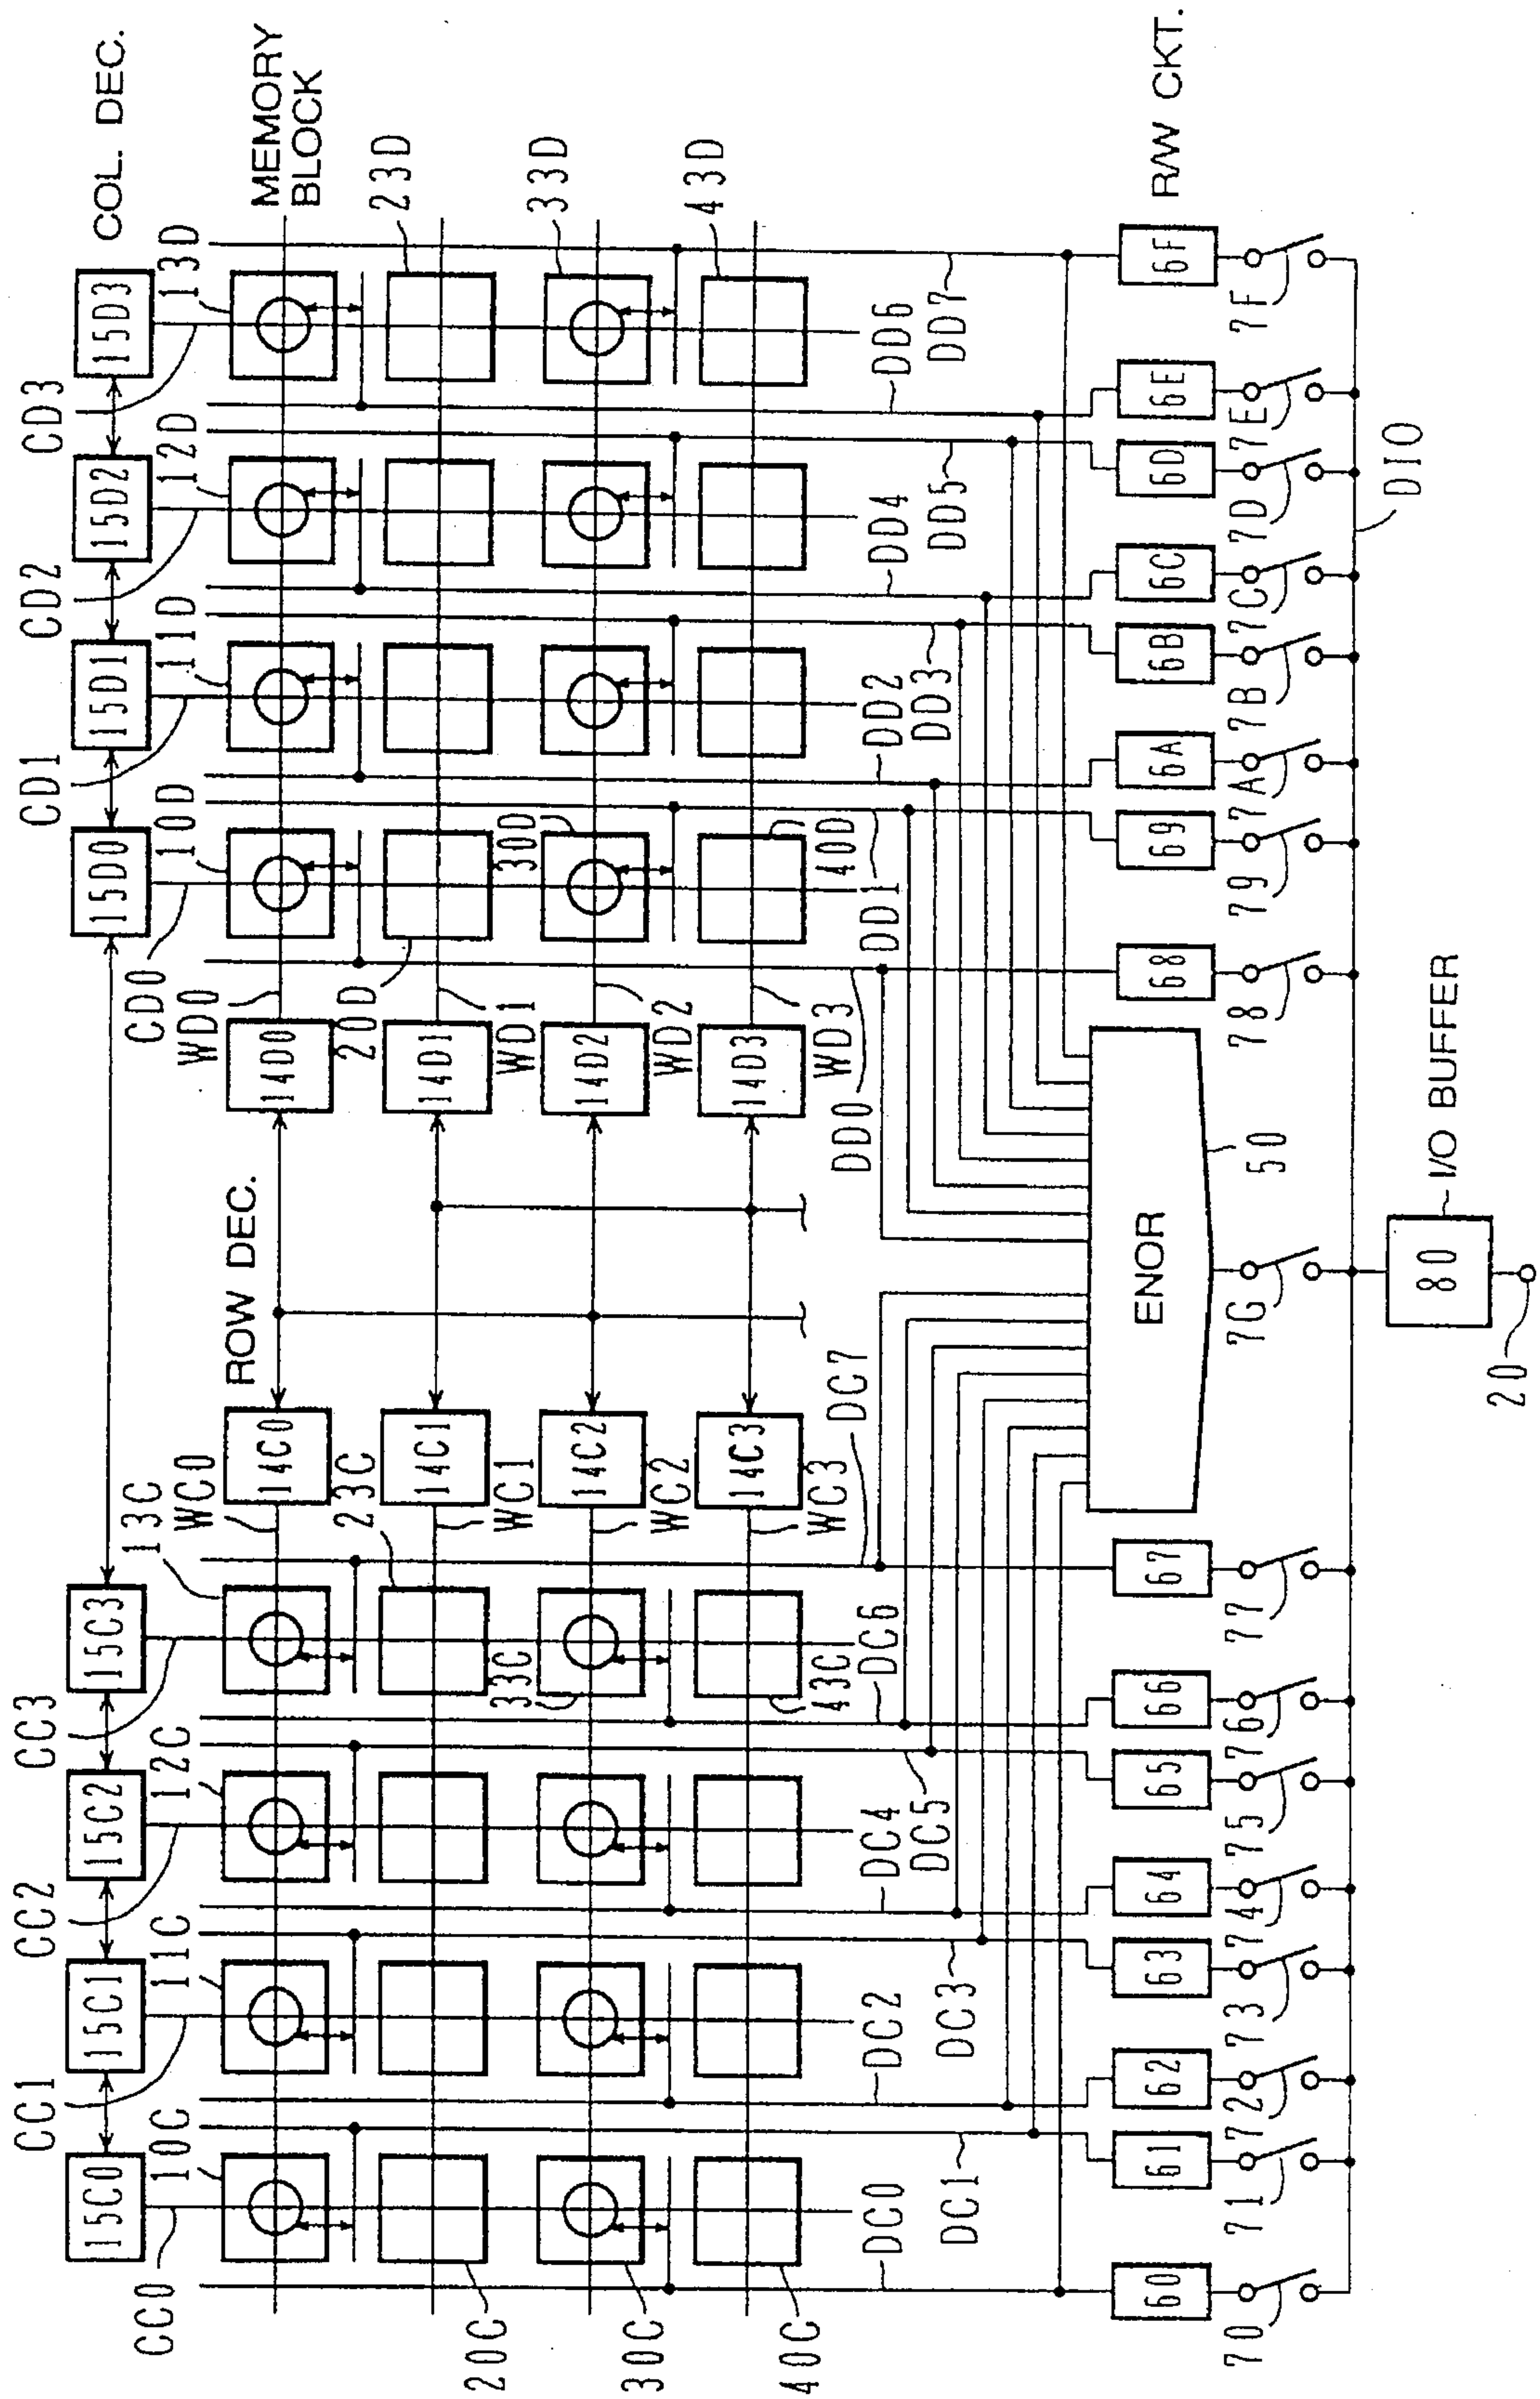 COL. DEC.
CC1 CC2 CC3 CD1 CD2 CD3
15C0 15C1 15C2 15C3 15D0 15D1 15D2 15D3
CC0 10C 11C 12C 13C CD0 10D 11D 12D 13D
WC0 ROW DEC. WD0
MEMORY
BLOCK
14C0 14D0
23C 20D 23D
14C1 14D1
20C WC1 WD1
33C 30D 33D
14C2 14D2
30C WC2 WD2
43D
14C3 14D3
40C 43C WC3 WD3 40D
DC0 DC2 DC4 DC6 DC7 DD0 DD1 DD2 DD4 DD6
DC1 DC3 DC5 DD3 DD5 DD7
ENOR
50
60 61 62 63 64 65 66 67 68 69 6A 6B 6C 6D 6E 6F
R/W CKT.
70 71 72 73 74 75 76 77 7G 78 79 7A 7B 7C 7D 7E 7F
DIO
80
I/O BUFFER
20